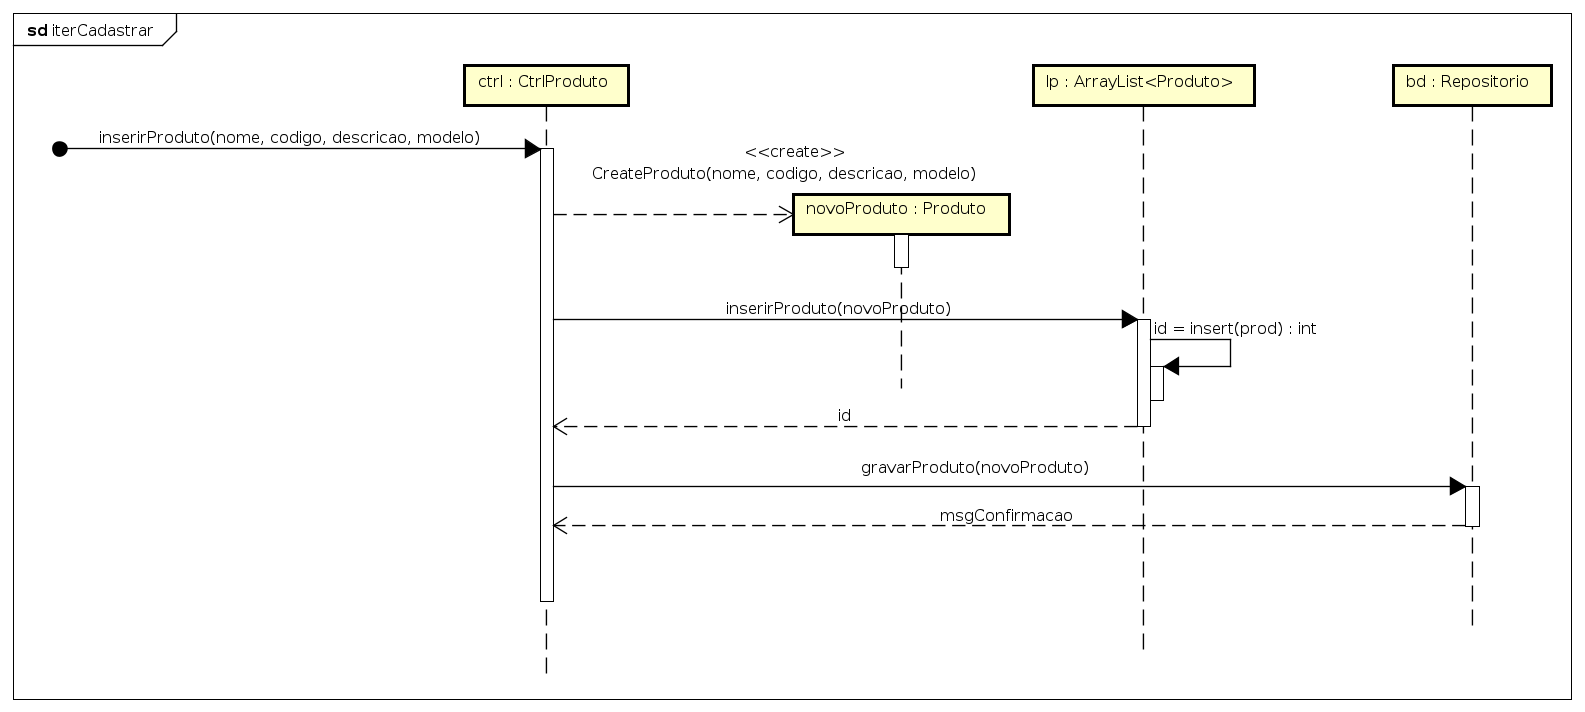 sd iterCadastrar
ctrl : CtrlProduto
lp : ArrayList<Produto>
bd : Repositorio
inserirProduto(nome, codigo, descricao, modelo)
<<create>>
CreateProduto(nome, codigo, descricao, modelo)
novoProduto : Produto
inserirProduto(novoProduto)
id = insert(prod) : int
id
gravarProduto(novoProduto)
msgConfirmacao